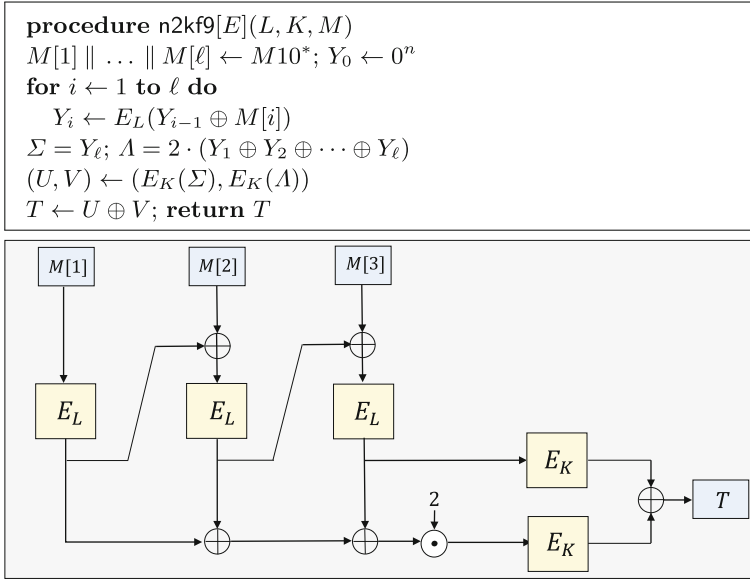 procedure n2kf9[E](L, K, M)
M[1] ∥ … ∥ M[ℓ] ← M10*; Y₀ ← 0ⁿ
for i ← 1 to ℓ do
Yᵢ ← E_L(Yᵢ₋₁ ⊕ M[i])
Σ = Y_ℓ; Λ = 2 · (Y₁ ⊕ Y₂ ⊕ ⋯ ⊕ Y_ℓ)
(U, V) ← (E_K(Σ), E_K(Λ))
T ← U ⊕ V; return T
M[1]
M[2]
M[3]
E_L
E_L
E_L
E_K
2
T
E_K